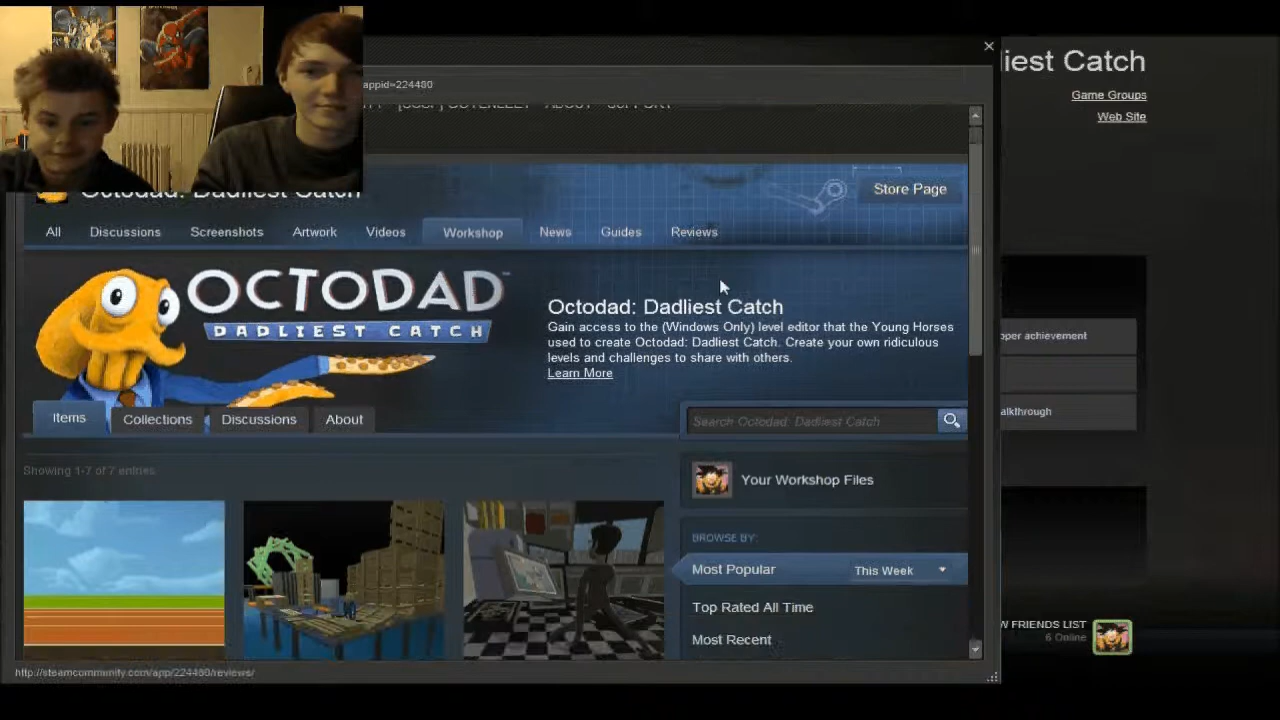 iest Catch
appid=224480
Game Groups
Web Site
Octodad: Dadliest Catch
Store Page
All Discussions Screenshots Artwork Videos Workshop News Guides Reviews
OCTODAD™
DADLIEST CATCH
Octodad: Dadliest Catch
Gain access to the (Windows Only) level editor that the Young Horses
used to create Octodad: Dadliest Catch. Create your own ridiculous
levels and challenges to share with others.
Learn More
oper achievement
alkthrough
Items Collections Discussions About
Search Octodad: Dadliest Catch
Showing 1-7 of 7 entries
Your Workshop Files
BROWSE BY:
Most Popular This Week
Top Rated All Time
Most Recent
W FRIENDS LIST
6 Online
http://steamcommunity.com/app/224480/reviews/